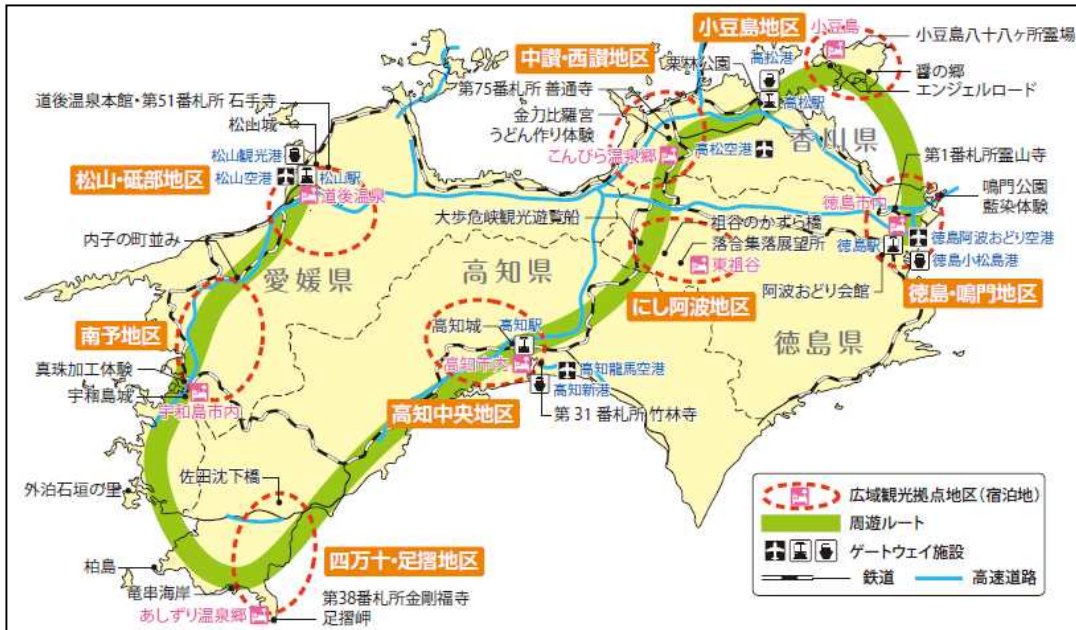 小豆島地区
小豆島
小豆島八十八ヶ所霊場
醤の郷
エンジェルロード
中讃・西讃地区
栗林公園
高松港
高松駅
第75番札所 善通寺
金刀比羅宮
うどん作り体験
こんぴら温泉郷
高松空港
香川県
道後温泉本館・第51番札所 石手寺
松山城
松山観光港
松山空港
松山駅
松山・砥部地区
道後温泉
第1番札所霊山寺
鳴門公園
藍染体験
徳島市内
徳島駅
徳島阿波おどり空港
徳島小松島港
阿波おどり会館
徳島・鳴門地区
大歩危峡観光遊覧船
祖谷のかずら橋
落合集落展望所
東祖谷
にし阿波地区
内子の町並み
愛媛県
高知県
徳島県
南予地区
真珠加工体験
宇和島城
宇和島市内
高知城
高知駅
高知市内
高知龍馬空港
高知新港
第31番札所 竹林寺
高知中央地区
佐田沈下橋
外泊石垣の里
柏島
竜串海岸
あしずり温泉郷
四万十・足摺地区
第38番札所金剛福寺
足摺岬
広域観光拠点地区(宿泊地)
周遊ルート
ゲートウェイ施設
鉄道
高速道路